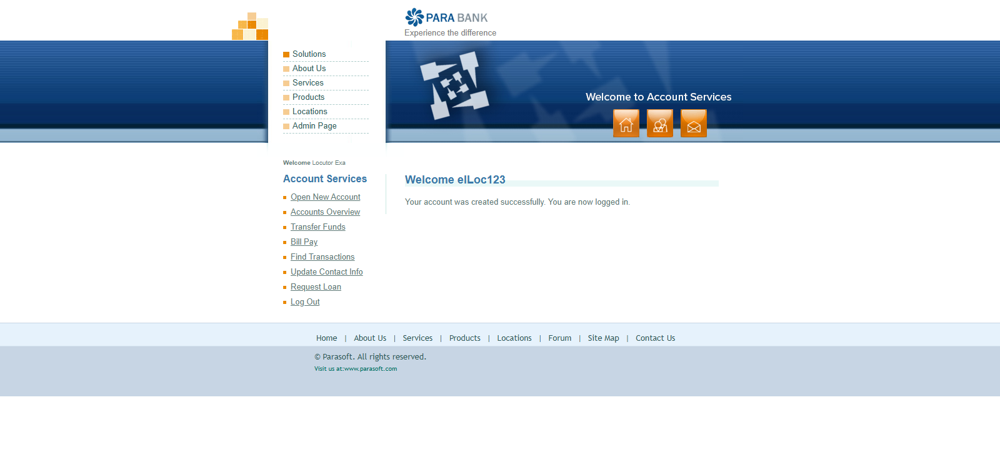 PARA BANK
Experience the difference
Solutions
About Us
Services
Products
Locations
Admin Page
Welcome to Account Services
Welcome Locutor Exa
Account Services
Open New Account
Accounts Overview
Transfer Funds
Bill Pay
Find Transactions
Update Contact Info
Request Loan
Log Out
Welcome elLoc123
Your account was created successfully. You are now logged in.
Home | About Us | Services | Products | Locations | Forum | Site Map | Contact Us
© Parasoft. All rights reserved.
Visit us at:www.parasoft.com